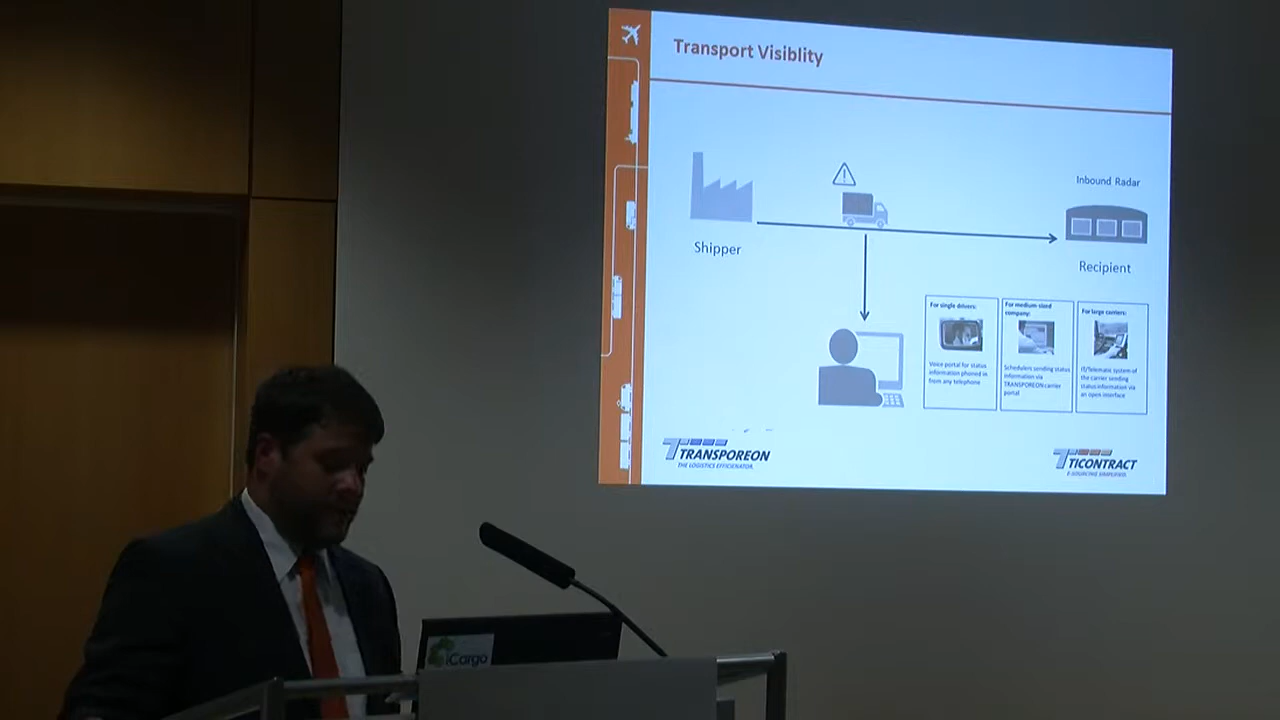 Transport Visiblity
Inbound Radar
Shipper
Recipient
For single drivers:
Voice portal for status
information phoned in
from any telephone
For medium sized
company:
Schedulers sending status
information via
TRANSPOREON carrier
portal
For large carriers:
IT/Telematic system of
the carrier sending
status information via
an open interface
TRANSPOREON
THE LOGISTICS EFFICIENATOR.
TICONTRACT
E-SOURCING SIMPLIFIED.
iCargo